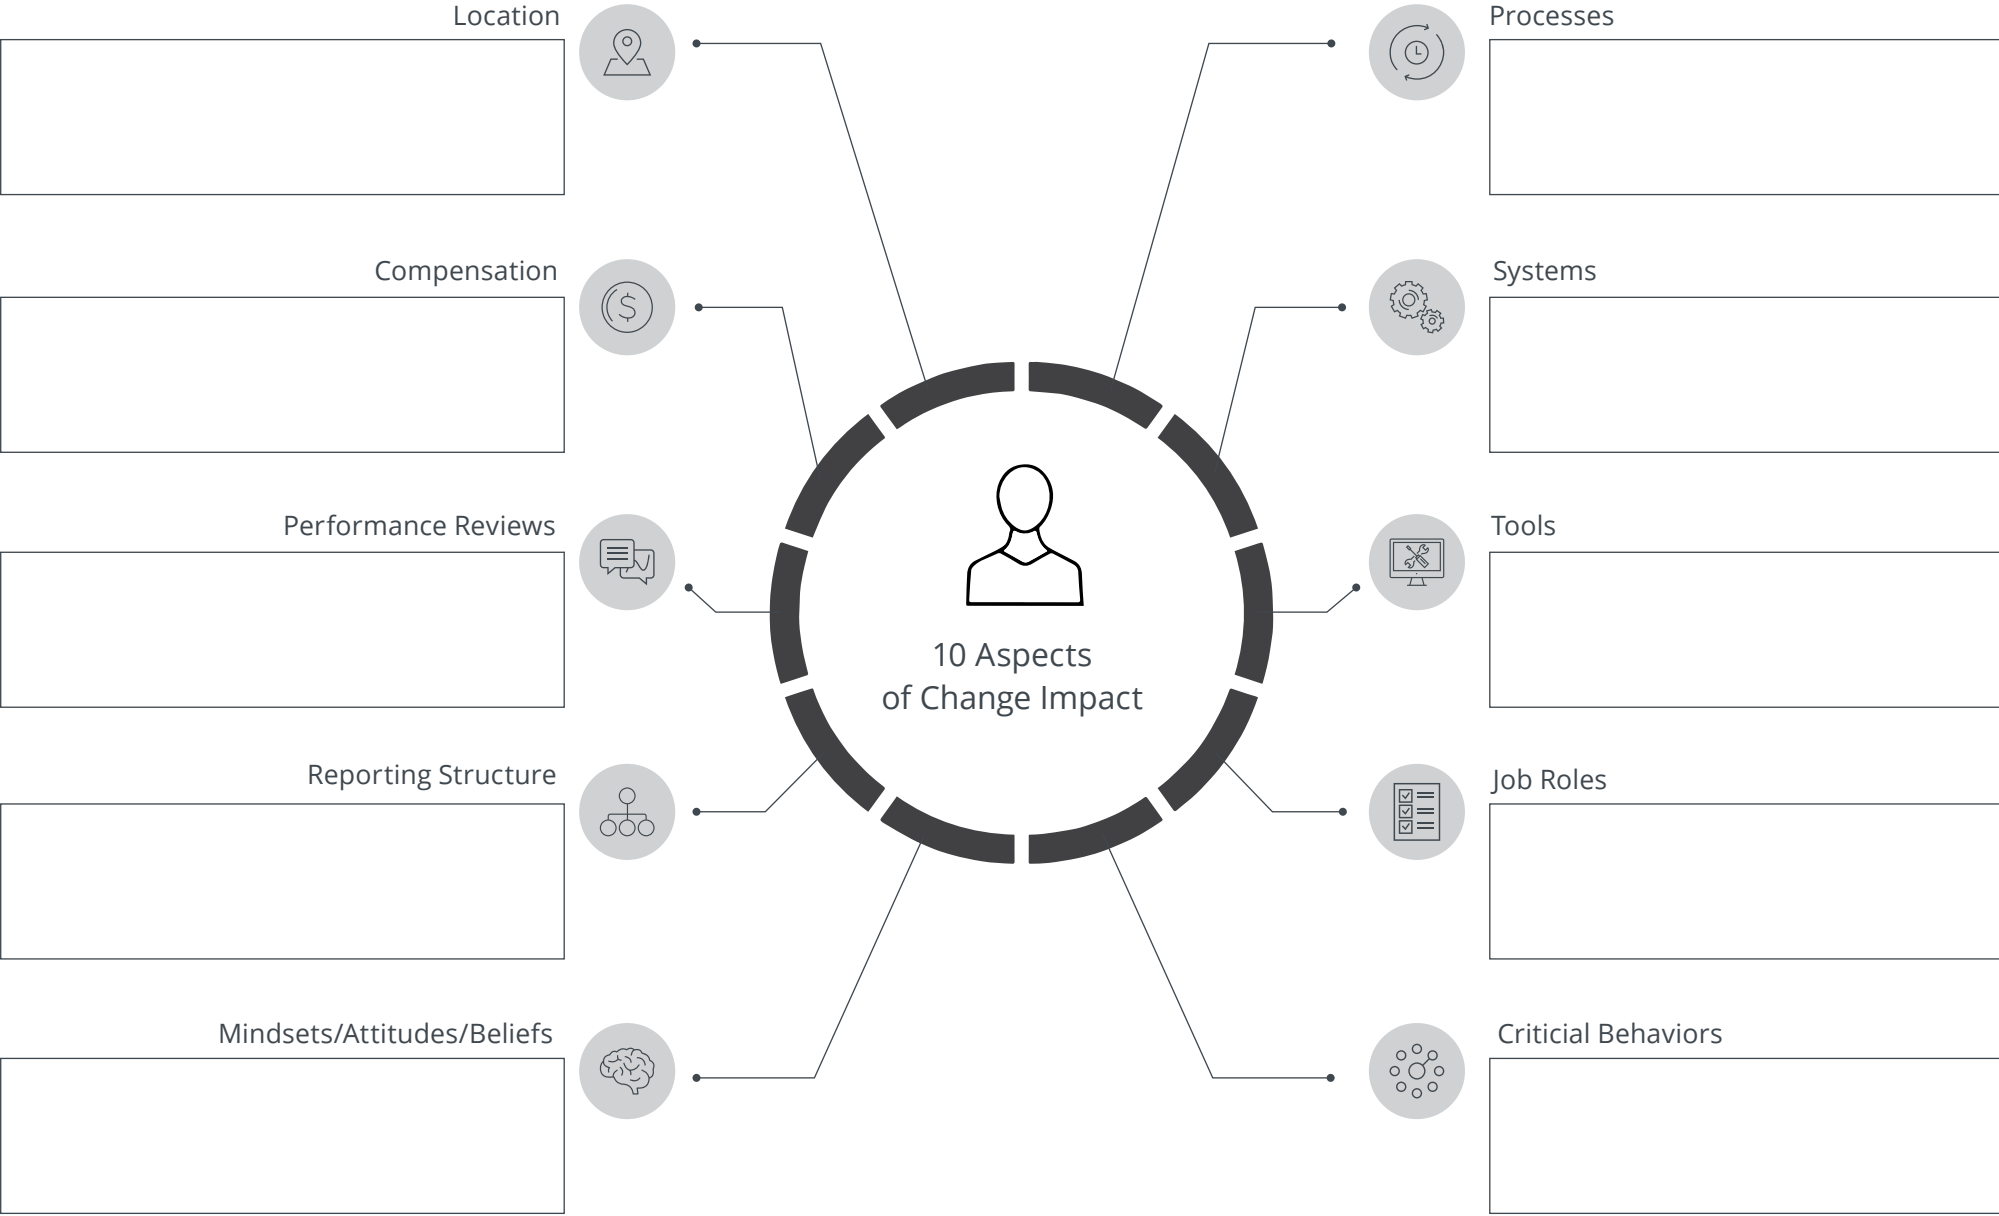 Location
Processes
Compensation
Systems
Performance Reviews
Tools
10 Aspects
of Change Impact
Reporting Structure
Job Roles
Mindsets/Attitudes/Beliefs
Criticial Behaviors